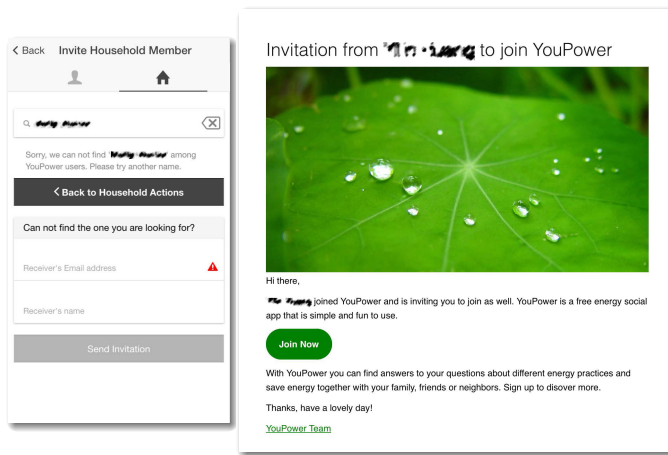 Back Invite Household Member
Sorry, we can not find ' ' among
YouPower users. Please try another name.
Back to Household Actions
Can not find the one you are looking for?
Receiver's Email address
Receiver's name
Send Invitation
Invitation from to join YouPower
Hi there,
joined YouPower and is inviting you to join as well. YouPower is a free energy social
app that is simple and fun to use.
Join Now
With YouPower you can find answers to your questions about different energy practices and
save energy together with your family, friends or neighbors. Sign up to disover more.
Thanks, have a lovely day!
YouPower Team